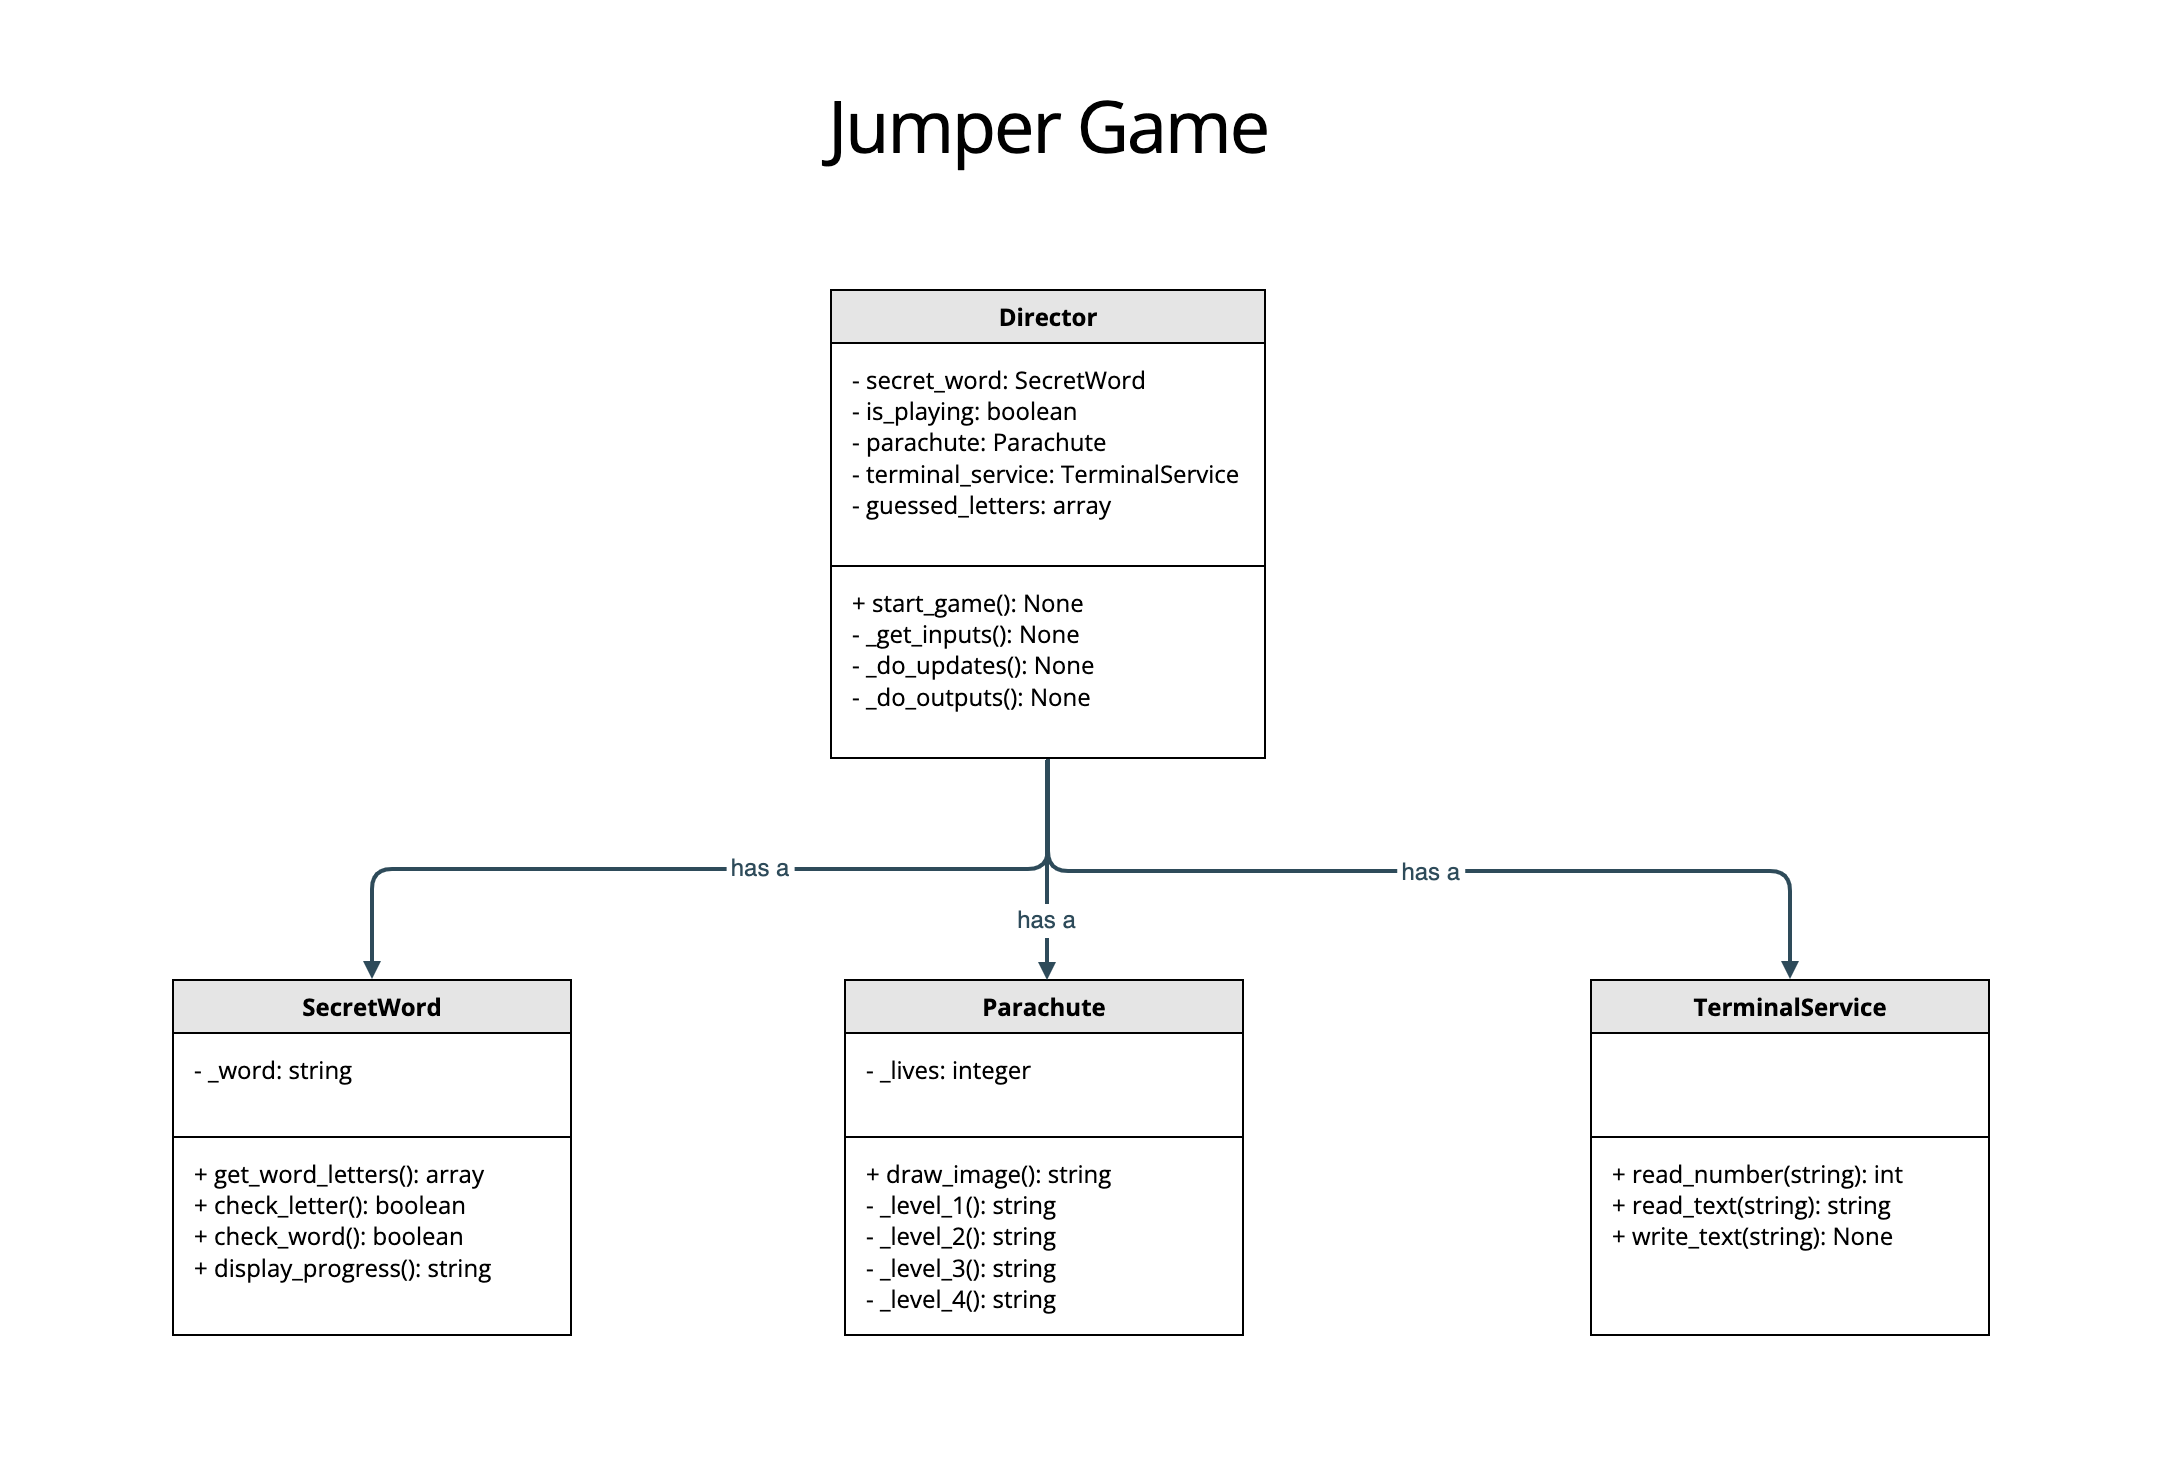 Jumper Game
Director
- secret_word: SecretWord
- is_playing: boolean
- parachute: Parachute
- terminal_service: TerminalService
- guessed_letters: array
+ start_game(): None
- _get_inputs(): None
- _do_updates(): None
- _do_outputs(): None
has a
has a
has a
SecretWord
- _word: string
+ get_word_letters(): array
+ check_letter(): boolean
+ check_word(): boolean
+ display_progress(): string
Parachute
- _lives: integer
+ draw_image(): string
- _level_1(): string
- _level_2(): string
- _level_3(): string
- _level_4(): string
TerminalService
+ read_number(string): int
+ read_text(string): string
+ write_text(string): None